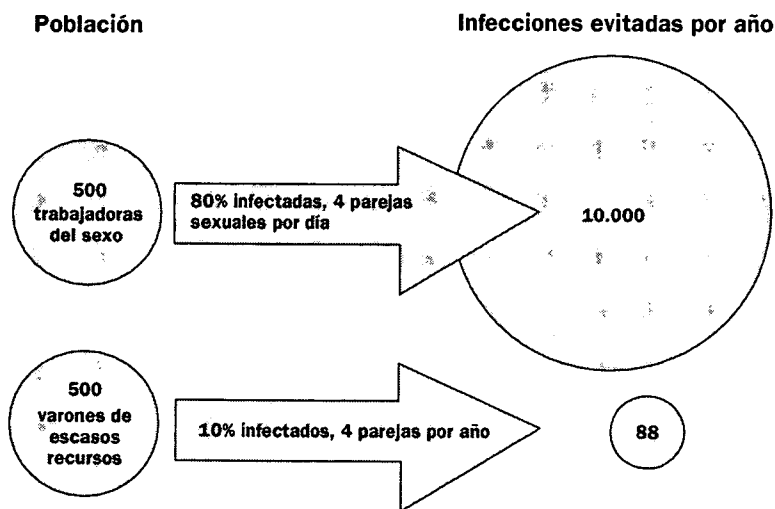 Población
Infecciones evitadas por año
500
trabajadoras
del sexo
80% infectadas, 4 parejas
sexuales por día
10.000
500
varones de
escasos
recursos
10% infectados, 4 parejas por año
88